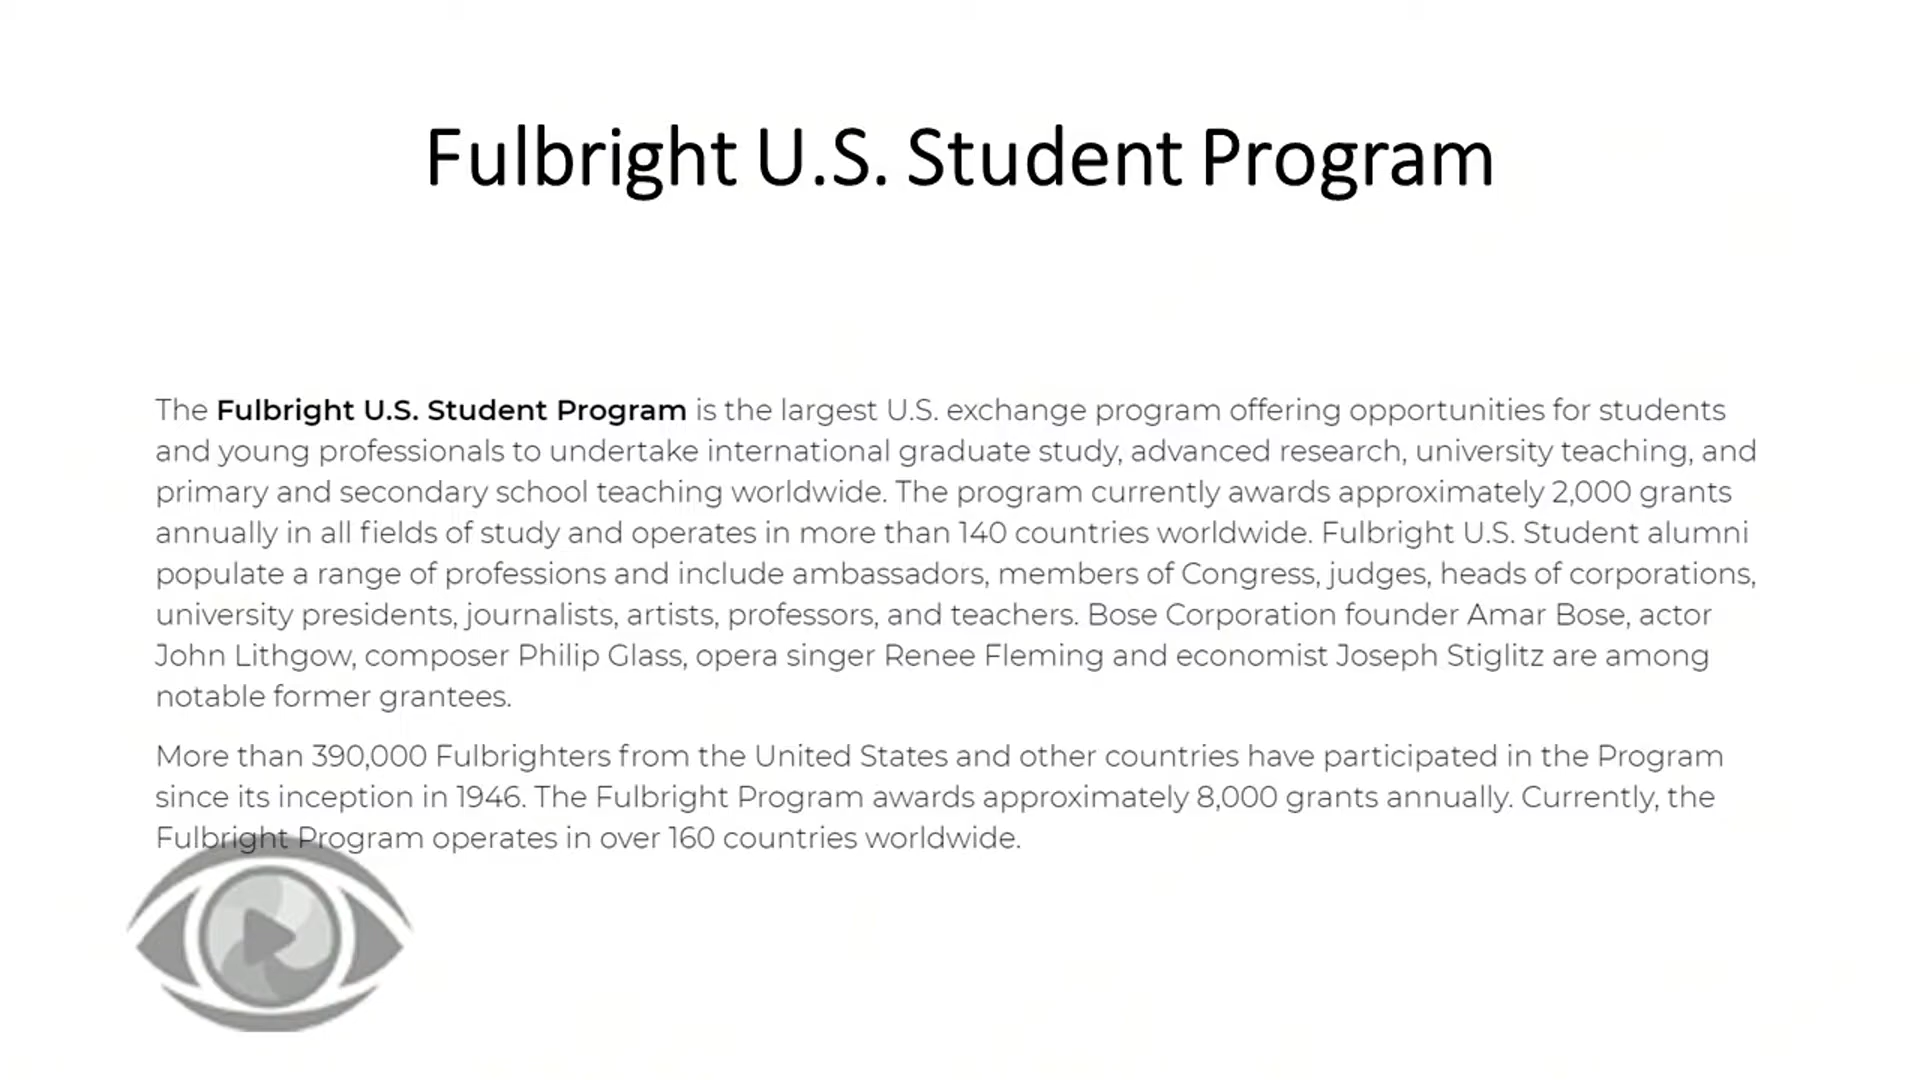 Fulbright U.S. Student Program
The Fulbright U.S. Student Program is the largest U.S. exchange program offering opportunities for students
and young professionals to undertake international graduate study, advanced research, university teaching, and
primary and secondary school teaching worldwide. The program currently awards approximately 2,000 grants
annually in all fields of study and operates in more than 140 countries worldwide. Fulbright U.S. Student alumni
populate a range of professions and include ambassadors, members of Congress, judges, heads of corporations,
university presidents, journalists, artists, professors, and teachers. Bose Corporation founder Amar Bose, actor
John Lithgow, composer Philip Glass, opera singer Renee Fleming and economist Joseph Stiglitz are among
notable former grantees.
More than 390,000 Fulbrighters from the United States and other countries have participated in the Program
since its inception in 1946. The Fulbright Program awards approximately 8,000 grants annually. Currently, the
Fulbright Program operates in over 160 countries worldwide.